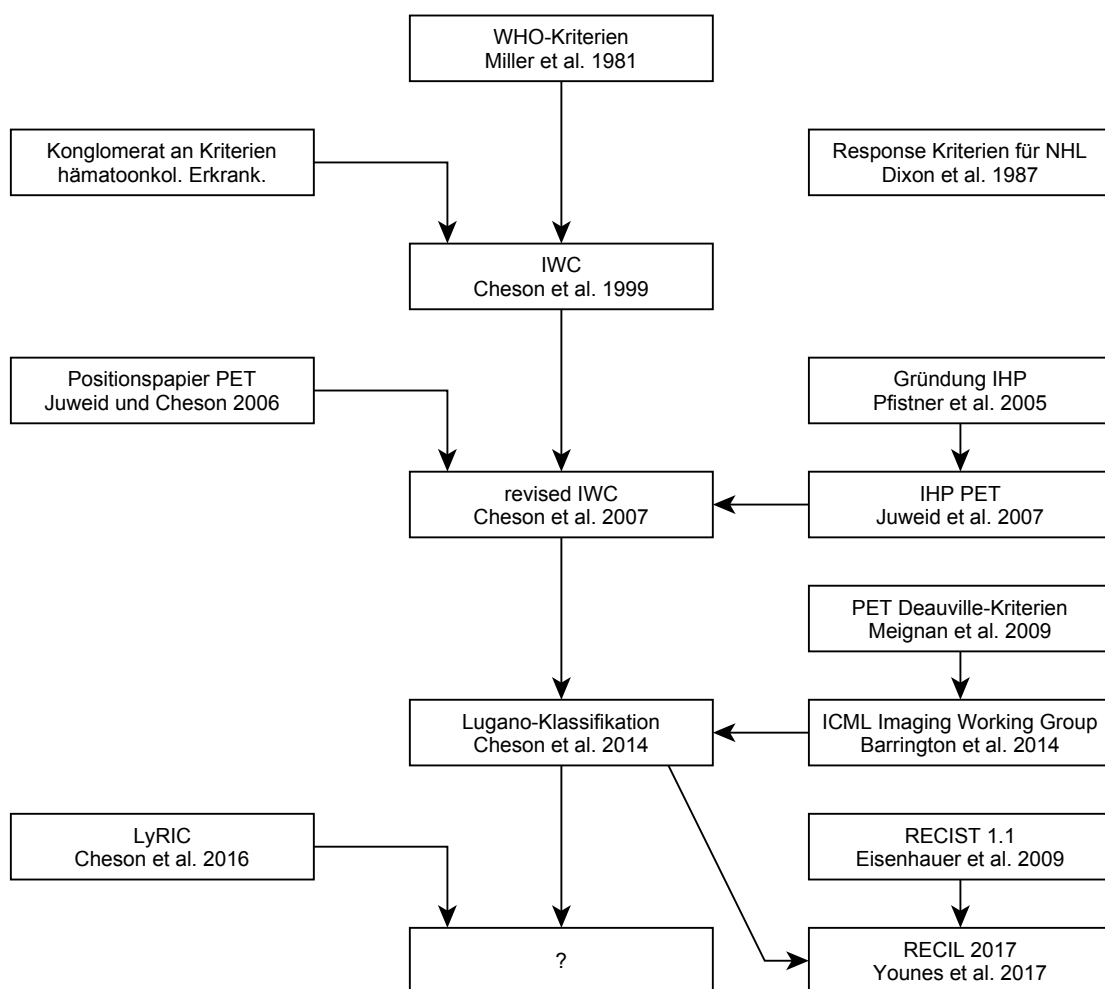 WHO-Kriterien
Miller et al. 1981
Konglomerat an Kriterien
hämatoonkol. Erkrank.
Response Kriterien für NHL
Dixon et al. 1987
IWC
Cheson et al. 1999
Positionspapier PET
Juweid und Cheson 2006
Gründung IHP
Pfistner et al. 2005
revised IWC
Cheson et al. 2007
IHP PET
Juweid et al. 2007
PET Deauville-Kriterien
Meignan et al. 2009
Lugano-Klassifikation
Cheson et al. 2014
ICML Imaging Working Group
Barrington et al. 2014
LyRIC
Cheson et al. 2016
RECIST 1.1
Eisenhauer et al. 2009
?
RECIL 2017
Younes et al. 2017